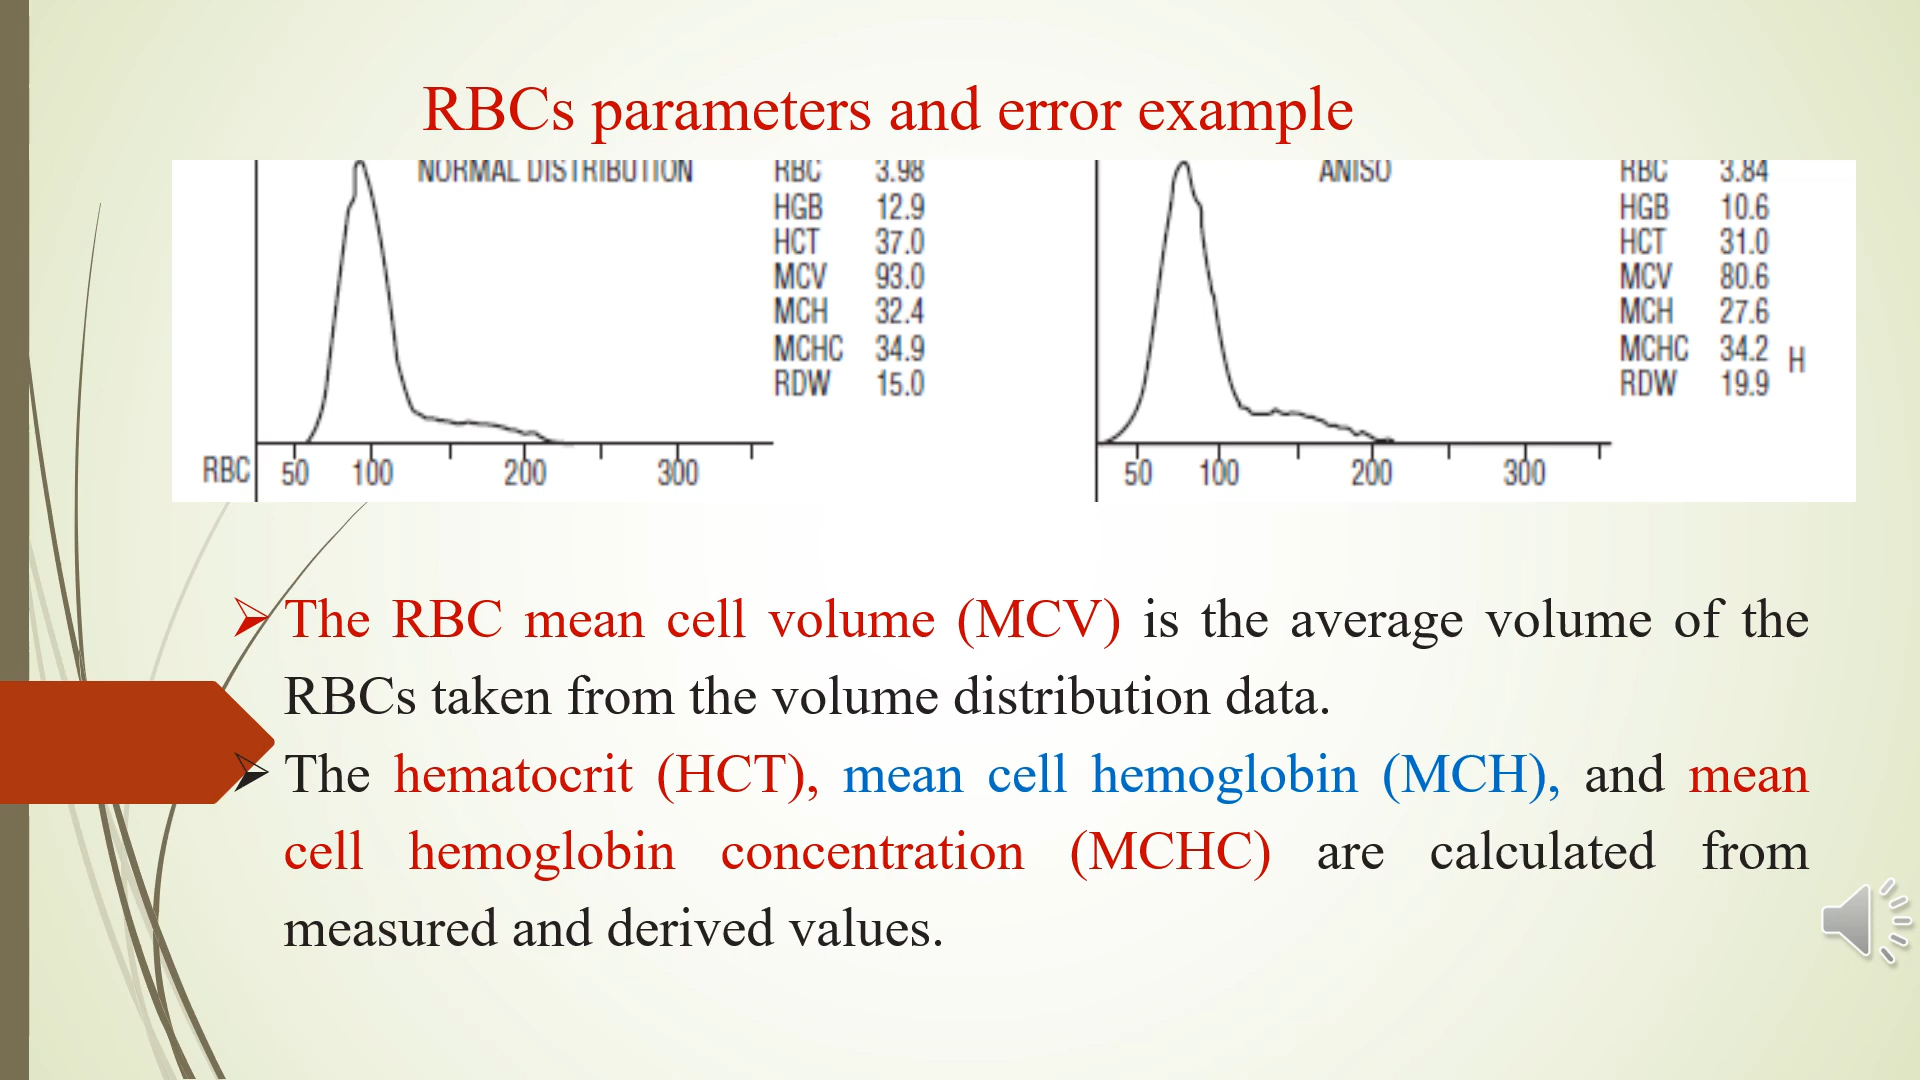 RBCs parameters and error example
NORMAL DISTRIBUTION
RBC 3.98
HGB 12.9
HCT 37.0
MCV 93.0
MCH 32.4
MCHC 34.9
RDW 15.0
RBC 50 100 200 300
ANISO
RBC 3.84
HGB 10.6
HCT 31.0
MCV 80.6
MCH 27.6
MCHC 34.2 H
RDW 19.9
50 100 200 300
The RBC mean cell volume (MCV) is the average volume of the
RBCs taken from the volume distribution data.
The hematocrit (HCT), mean cell hemoglobin (MCH), and mean
cell hemoglobin concentration (MCHC) are calculated from
measured and derived values.